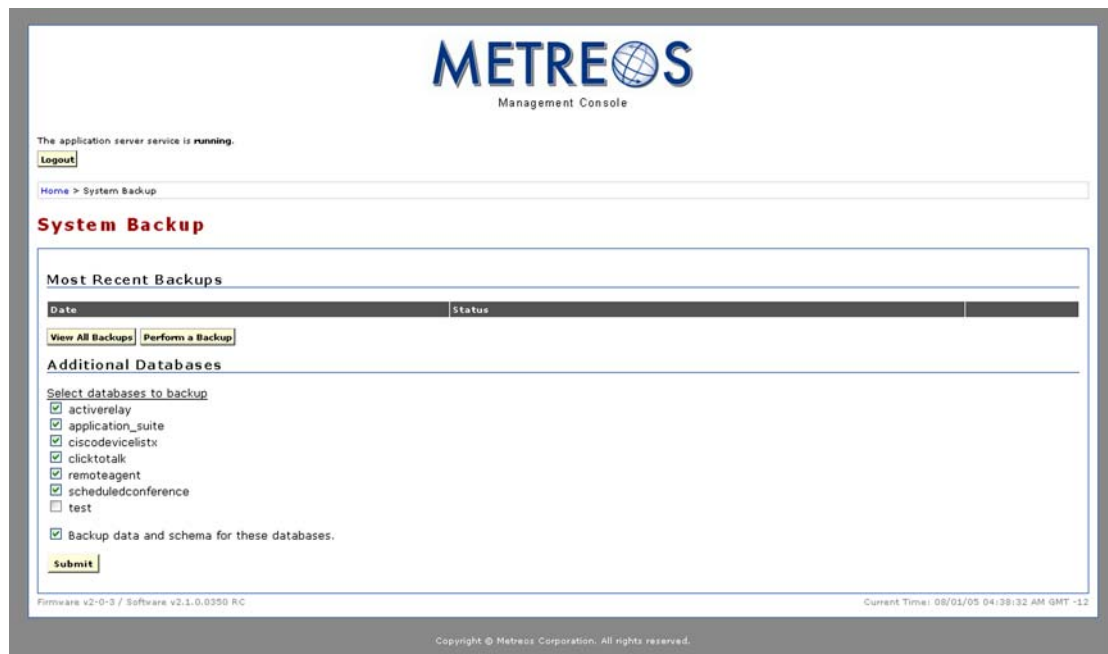 METREOS
Management Console
The application server service is running.
Logout
Home > System Backup
System Backup
Most Recent Backups
Date Status
View All Backups Perform a Backup
Additional Databases
Select databases to backup
activerelay
application_suite
ciscodevicelistx
clicktotalk
remoteagent
scheduledconference
test
Backup data and schema for these databases.
Submit
Firmware v2-0-3 / Software v2.1.0.0350 RC Current Time: 08/01/05 04:38:32 AM GMT -12
Copyright © Metreos Corporation. All rights reserved.